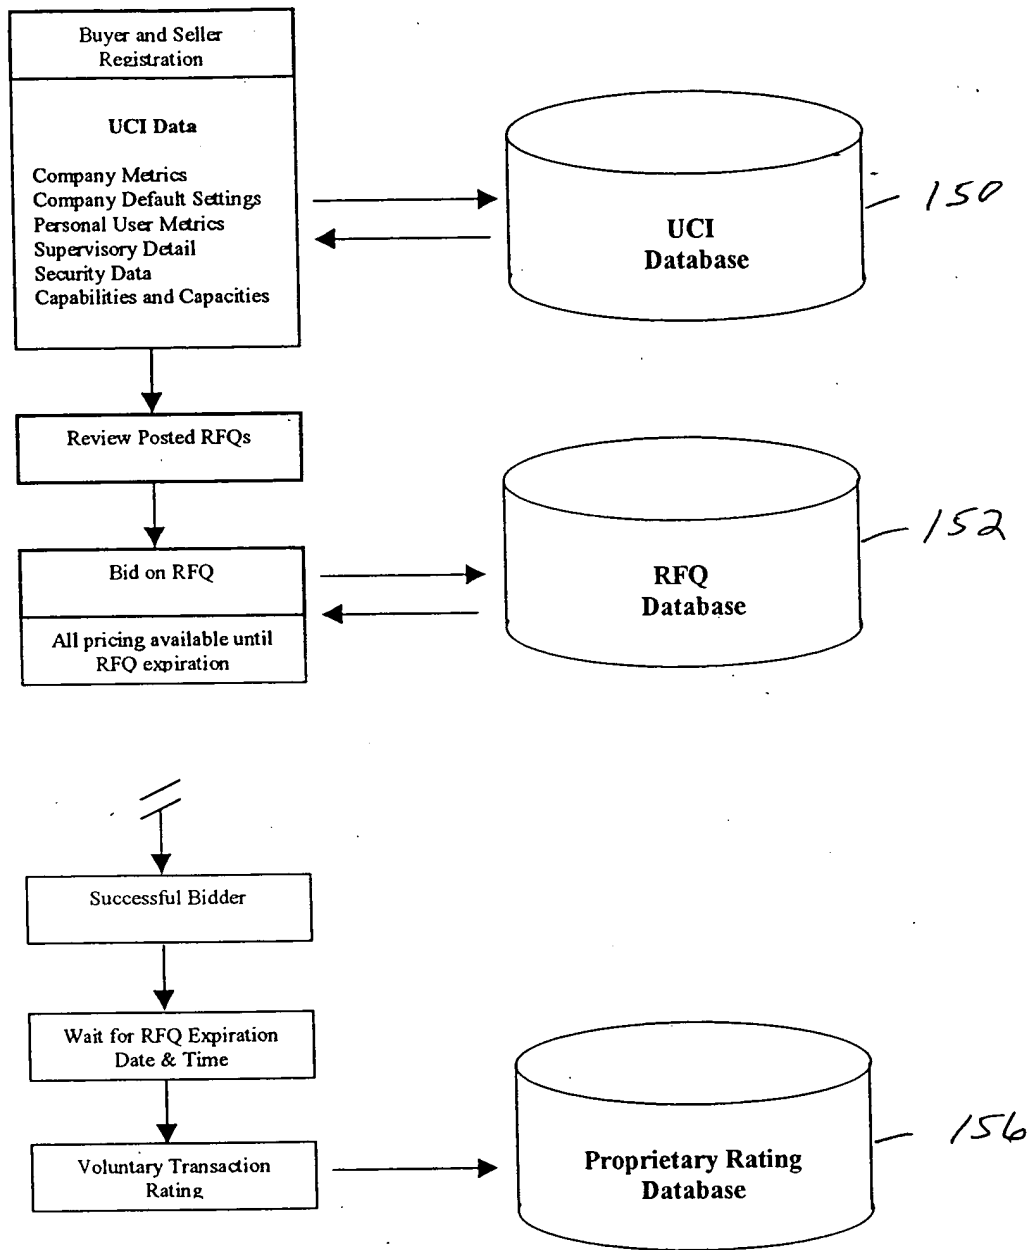 Buyer and Seller
Registration
UCI Data
Company Metrics
Company Default Settings
Personal User Metrics
Supervisory Detail
Security Data
Capabilities and Capacities
UCI
Database
150
Review Posted RFQs
Bid on RFQ
All pricing available until
RFQ expiration
RFQ
Database
152
Successful Bidder
Wait for RFQ Expiration
Date & Time
Voluntary Transaction
Rating
Proprietary Rating
Database
156